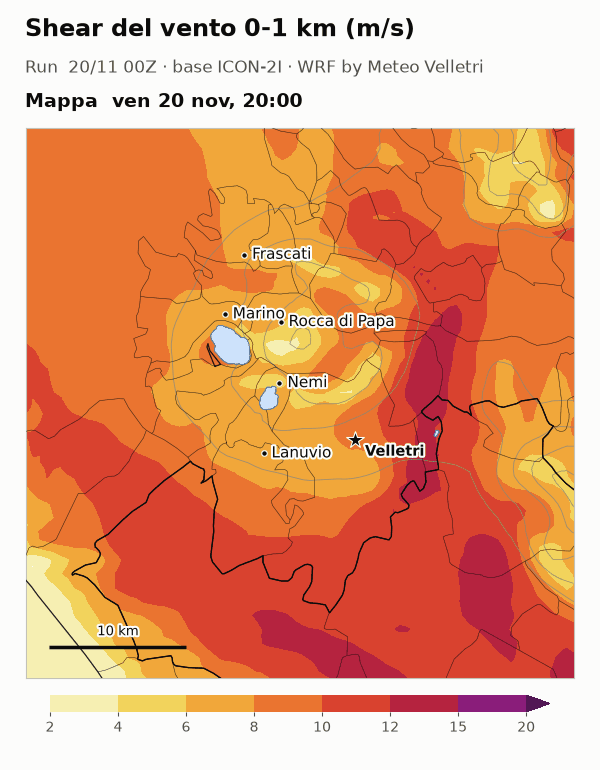 Shear del vento 0-1 km (m/s)
Run  20/11 00Z · base ICON-2I · WRF by Meteo Velletri
Mappa  ven 20 nov, 20:00
Frascati
Marino
Rocca di Papa
Nemi
Velletri
Lanuvio
10 km
2 4 6 8 10 12 15 20